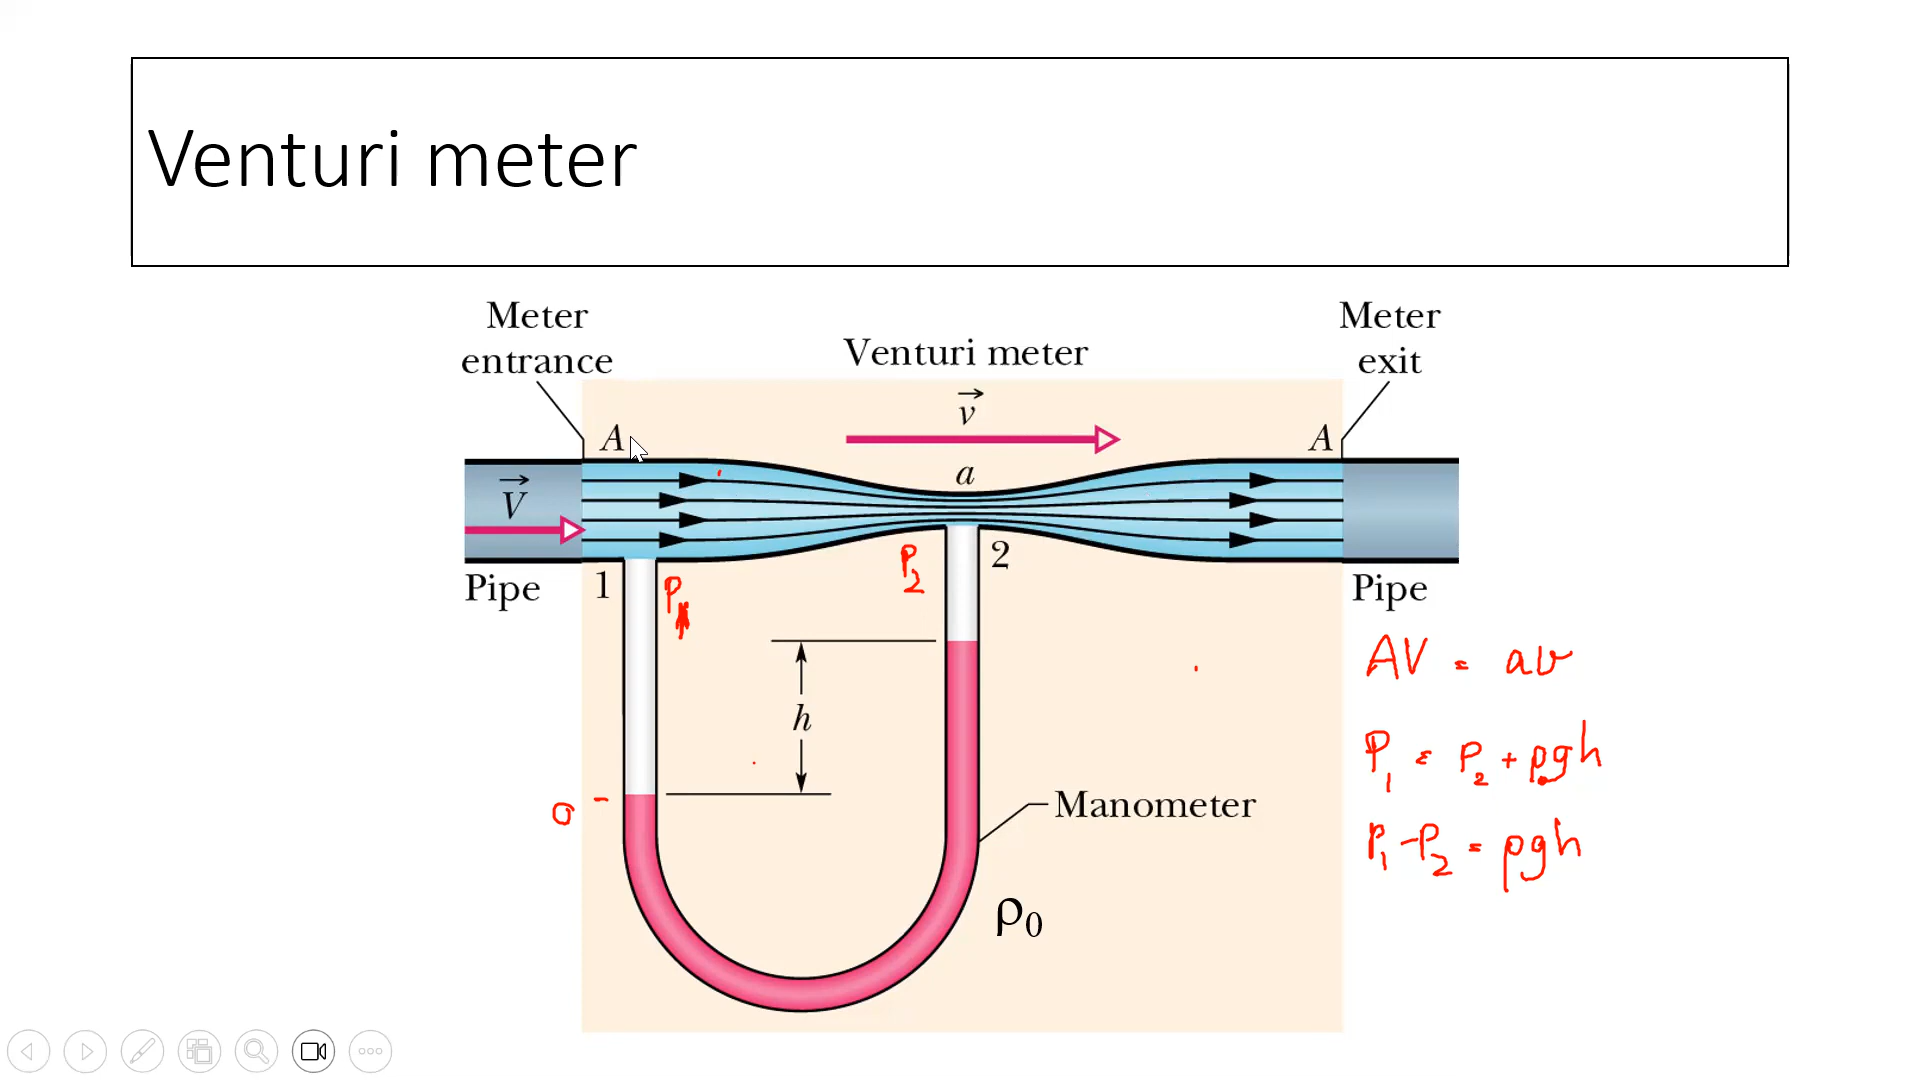 Venturi meter
Meter
entrance
Venturi meter
Meter
exit
v
A
a
A
V
Pipe
1
P1
P2
2
Pipe
h
Manometer
ρ0
AV = av
P1 = P2 + ρgh
P1 - P2 = ρgh